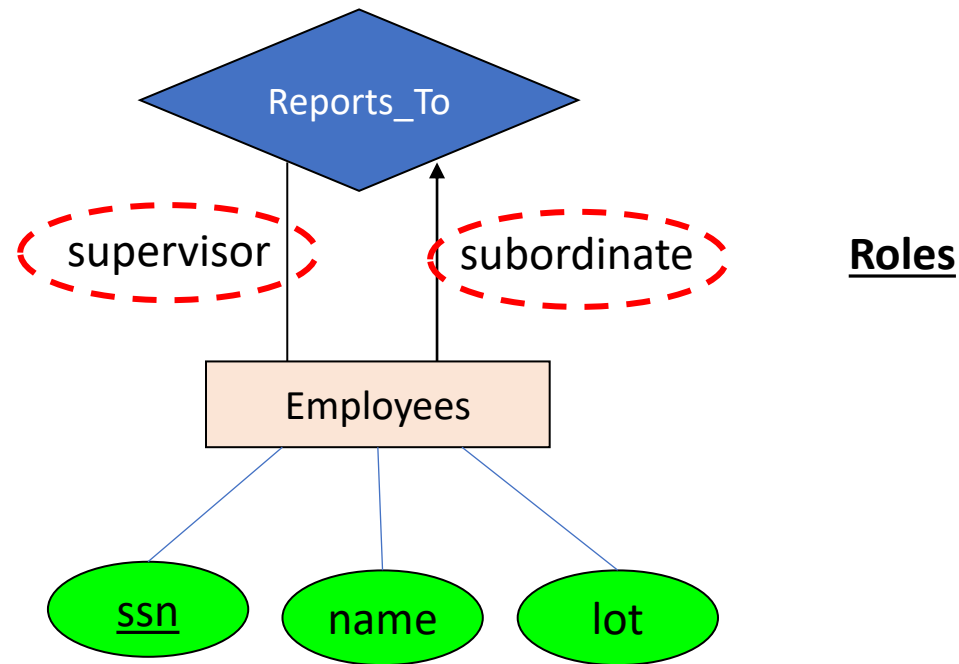 Reports_To
supervisor
subordinate
Roles
Employees
ssn
name
lot